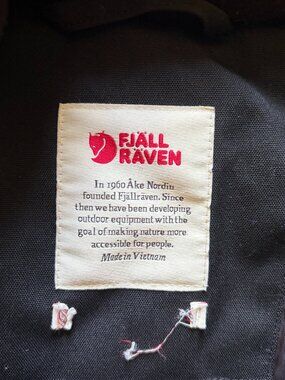 FJÄLL
RÄVEN
In 1960 Åke Nordin
founded Fjällräven. Since
then we have been developing
outdoor equipment with the
goal of making nature more
accessible for people.
Made in Vietnam